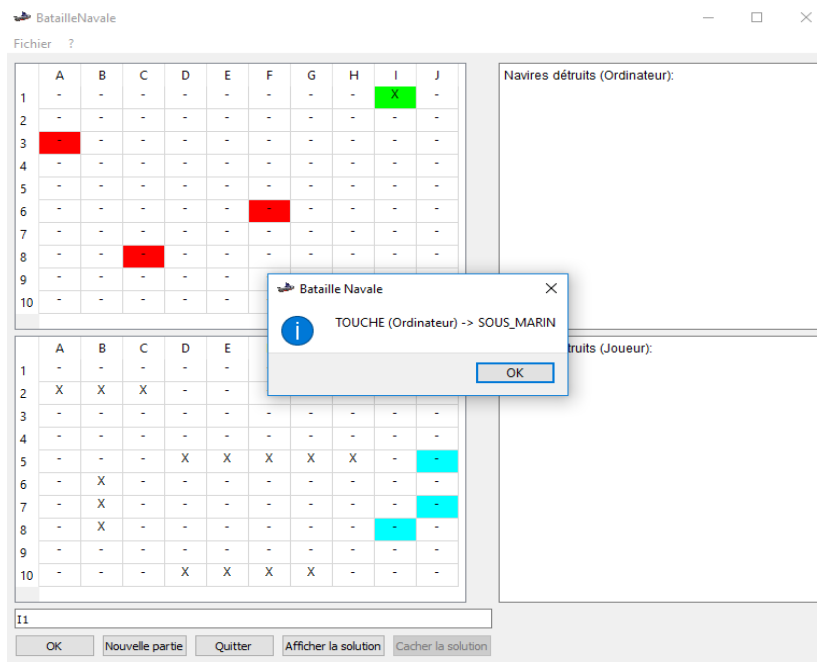 BatailleNavale
Fichier ?
A B C D E F G H I J
1 - - - - - - - - X -
2 - - - - - - - - - -
3 - - - - - - - - - -
4 - - - - - - - - - -
5 - - - - - - - - - -
6 - - - - - - - - - -
7 - - - - - - - - - -
8 - - - - - - - - - -
9 - - - - - -
10 - - - - - -
Navires détruits (Ordinateur):
Bataille Navale
TOUCHE (Ordinateur) -> SOUS_MARIN
OK
A B C D E
1 - - - - -
2 X X X - -
3 - - - - - - - - - -
4 - - - - - - - - - -
5 - - - X X X X X - -
6 - X - - - - - - - -
7 - X - - - - - - - -
8 - X - - - - - - - -
9 - - - - - - - - - -
10 - - - X X X X - - -
truits (Joueur):
I1
OK Nouvelle partie Quitter Afficher la solution Cacher la solution